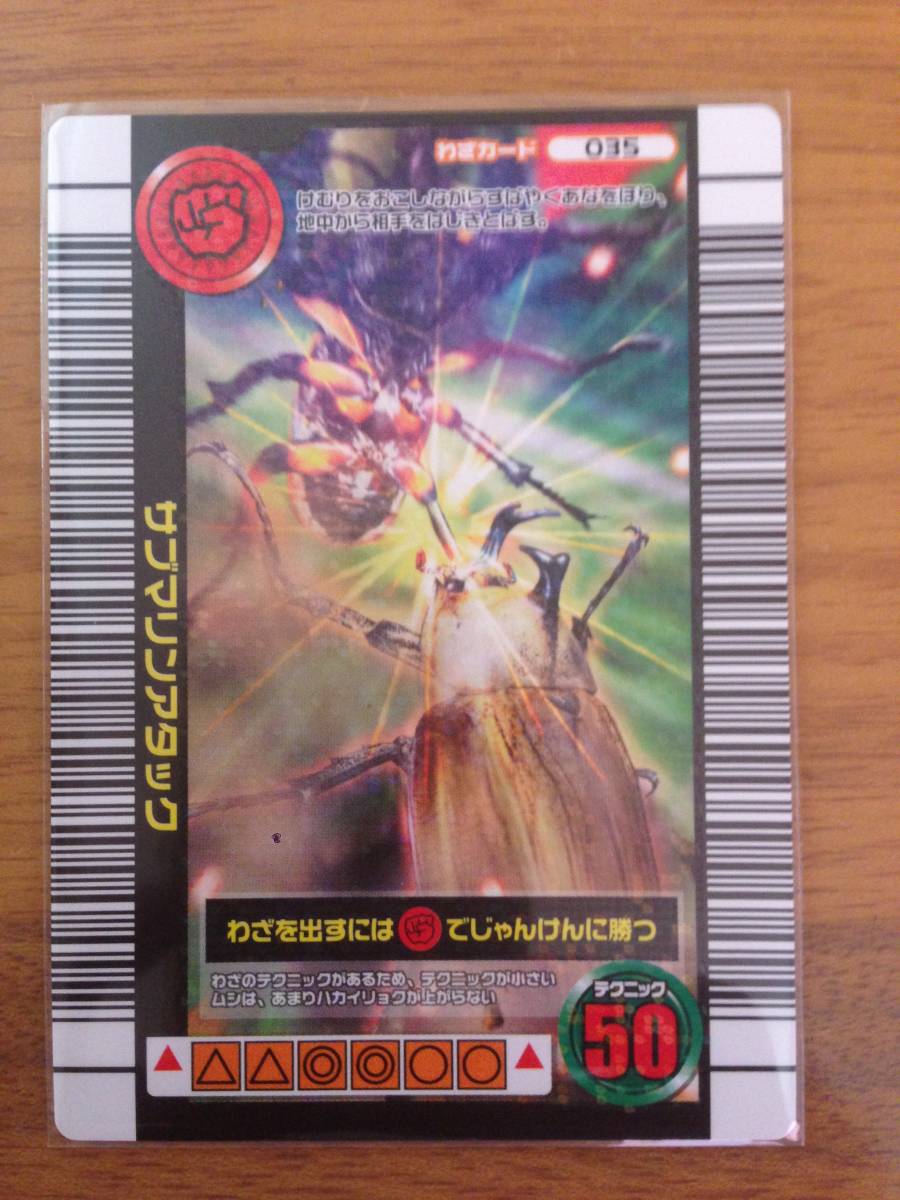 わざカード 035
けむりをおこしながらすばやくあなをほり、
地中から相手をはじきとばす。
サブマリンアタック
わざを出すには でじゃんけんに勝つ
わざのテクニックがあるため、テクニックが小さい
ムシは、あまりハカイリョクが上がらない
テクニック
50